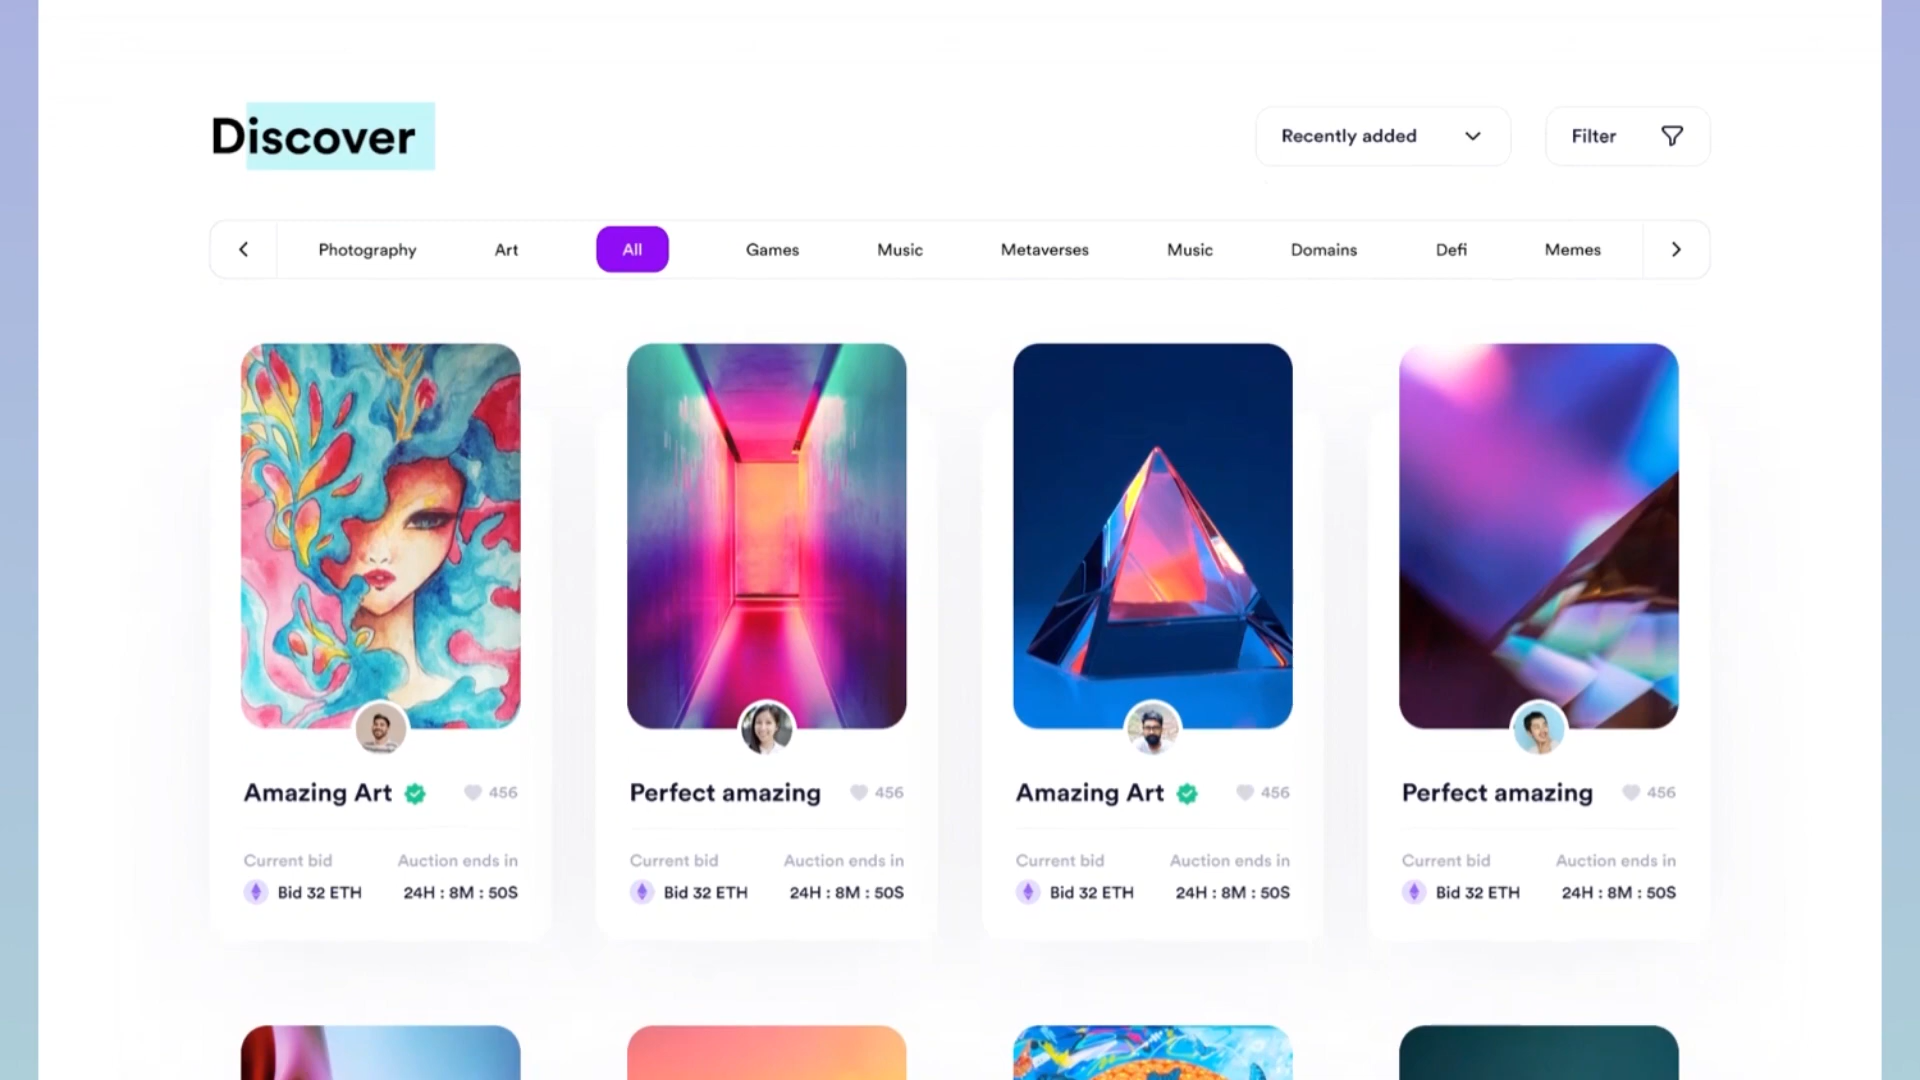 Discover
Recently added
Filter
Photography Art All Games Music Metaverses Music Domains Defi Memes
Amazing Art 456
Perfect amazing 456
Amazing Art 456
Perfect amazing 456
Current bid Auction ends in
Current bid Auction ends in
Current bid Auction ends in
Current bid Auction ends in
Bid 32 ETH 24H : 8M : 50S
Bid 32 ETH 24H : 8M : 50S
Bid 32 ETH 24H : 8M : 50S
Bid 32 ETH 24H : 8M : 50S